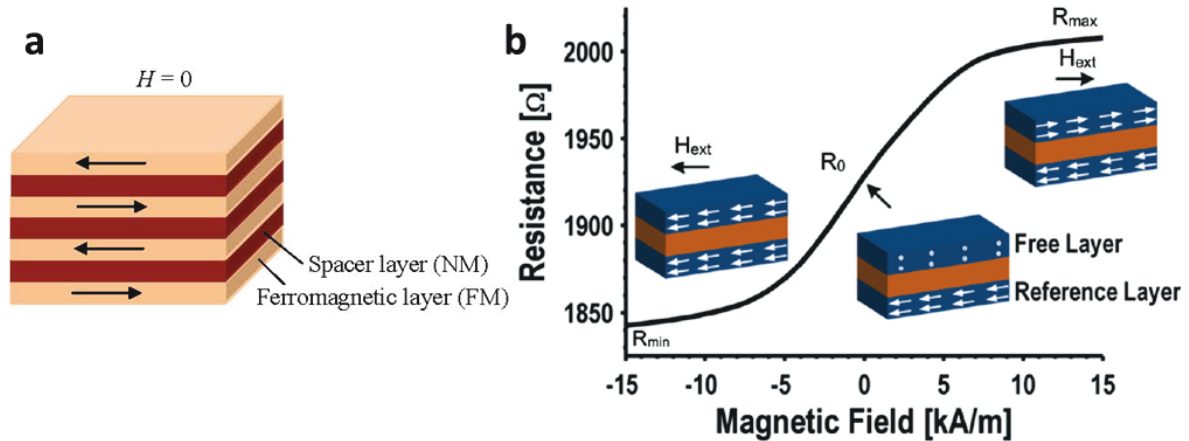 a
H = 0
Spacer layer (NM)
Ferromagnetic layer (FM)
b
Resistance [Ω]
2000
1950
1900
1850
Rmax
Hext
Hext
R0
Free Layer
Reference Layer
Rmin
-15 -10 -5 0 5 10 15
Magnetic Field [kA/m]